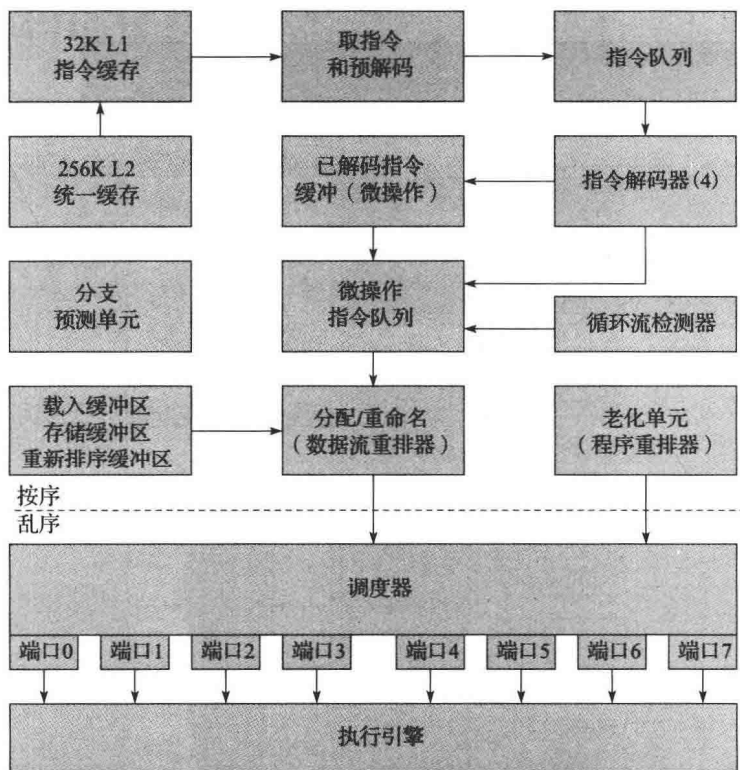 32K L1
指令缓存
取指令
和预解码
指令队列
256K L2
统一缓存
已解码指令
缓冲（微操作）
指令解码器(4)
分支
预测单元
微操作
指令队列
循环流检测器
载入缓冲区
存储缓冲区
重新排序缓冲区
分配/重命名
（数据流重排器）
老化单元
（程序重排器）
按序
乱序
调度器
端口0
端口1
端口2
端口3
端口4
端口5
端口6
端口7
执行引擎